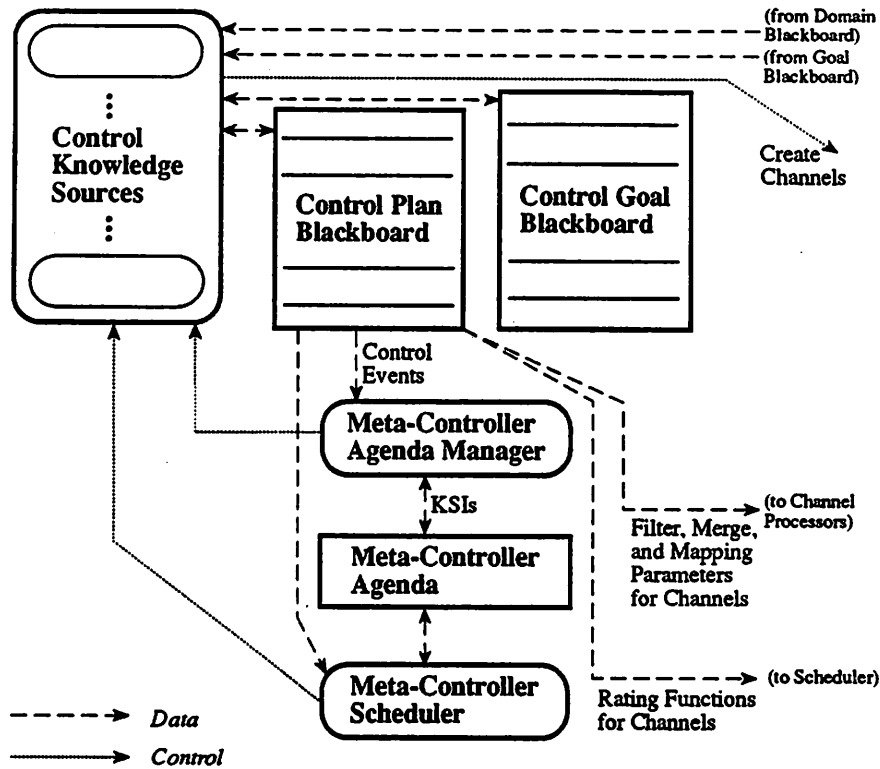 (from Domain
Blackboard)
(from Goal
Blackboard)
Control
Knowledge
Sources
Create
Channels
Control Plan
Blackboard
Control Goal
Blackboard
Control
Events
Meta-Controller
Agenda Manager
KSIs
(to Channel
Processors)
Filter, Merge,
and Mapping
Parameters
for Channels
Meta-Controller
Agenda
Meta-Controller
Scheduler
(to Scheduler)
Rating Functions
for Channels
Data
Control